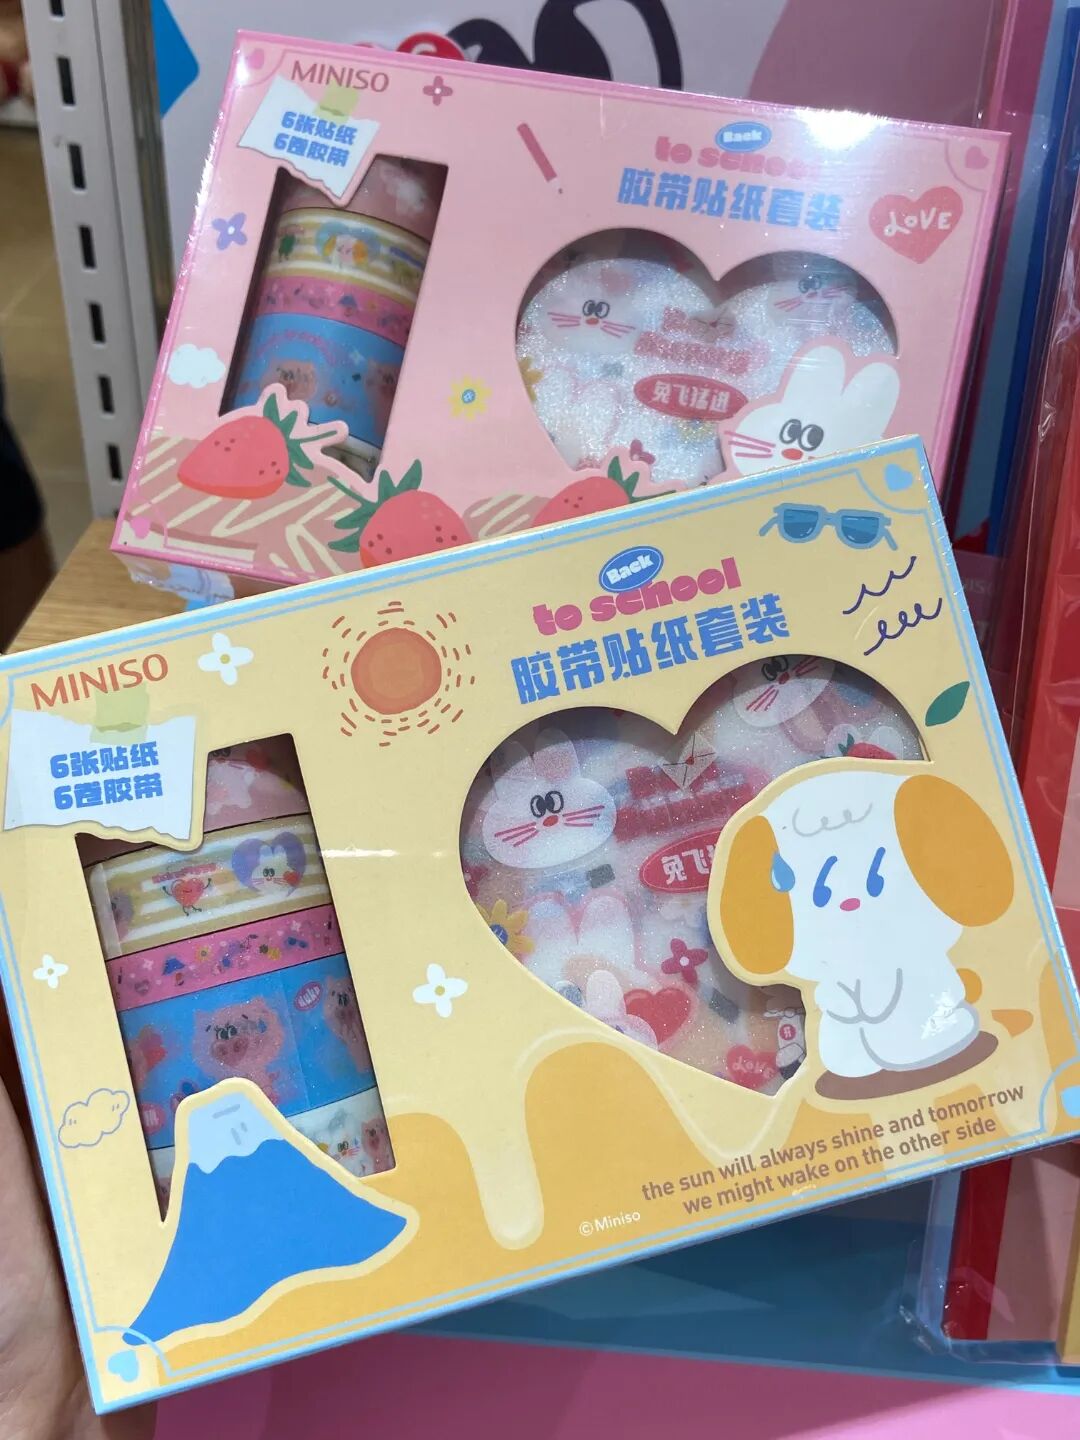 MINISO
6张贴纸
6卷胶带
Back
to school
胶带贴纸套装
LOVE
兔飞猛进
MINISO
6张贴纸
6卷胶带
Back
to school
胶带贴纸套装
兔飞
LOVE
the sun will always shine and tomorrow
we might wake on the other side
©Miniso